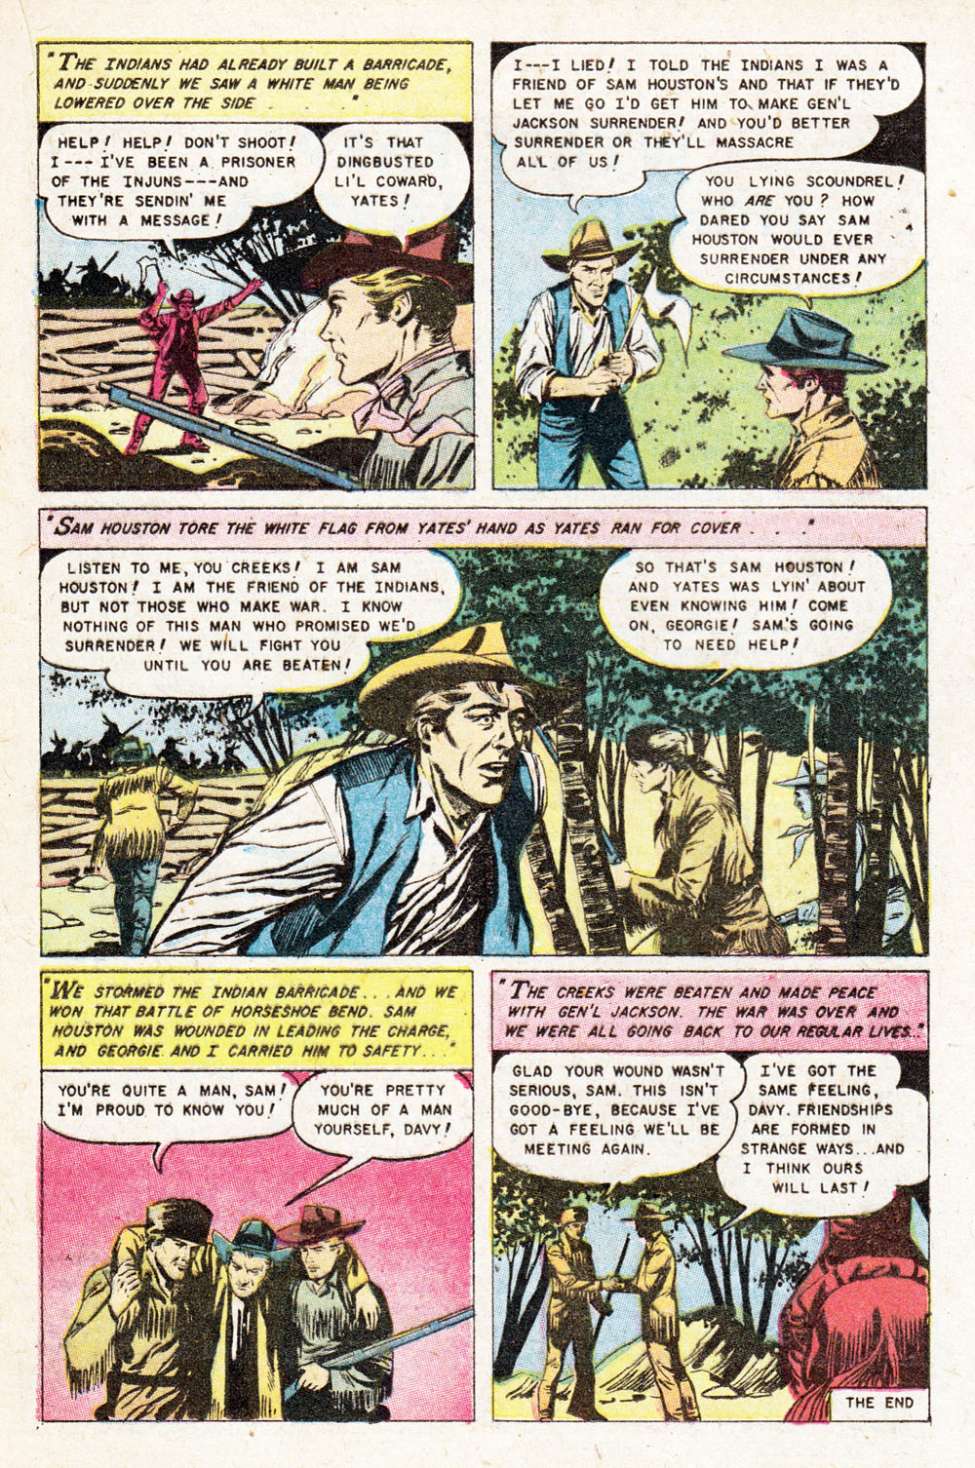 "THE INDIANS HAD ALREADY BUILT A BARRICADE,
AND SUDDENLY WE SAW A WHITE MAN BEING
LOWERED OVER THE SIDE . . . ."
HELP! HELP! DON'T SHOOT!
I--- I'VE BEEN A PRISONER
OF THE INJUNS---AND
THEY'RE SENDIN' ME
WITH A MESSAGE!
IT'S THAT
DINGBUSTED
LI'L COWARD,
YATES!
I---I LIED! I TOLD THE INDIANS I WAS A
FRIEND OF SAM HOUSTON'S AND THAT IF THEY'D
LET ME GO I'D GET HIM TO MAKE GEN'L
JACKSON SURRENDER! AND YOU'D BETTER
SURRENDER OR THEY'LL MASSACRE
ALL OF US!
YOU LYING SCOUNDREL!
WHO ARE YOU? HOW
DARED YOU SAY SAM
HOUSTON WOULD EVER
SURRENDER UNDER ANY
CIRCUMSTANCES!
"SAM HOUSTON TORE THE WHITE FLAG FROM YATES' HAND AS YATES RAN FOR COVER . . . . "
LISTEN TO ME, YOU CREEKS! I AM SAM
HOUSTON! I AM THE FRIEND OF THE INDIANS,
BUT NOT THOSE WHO MAKE WAR. I KNOW
NOTHING OF THIS MAN WHO PROMISED WE'D
SURRENDER! WE WILL FIGHT YOU
UNTIL YOU ARE BEATEN!
SO THAT'S SAM HOUSTON!
AND YATES WAS LYIN' ABOUT
EVEN KNOWING HIM! COME
ON, GEORGIE! SAM'S GOING
TO NEED HELP!
"WE STORMED THE INDIAN BARRICADE...AND WE
WON THAT BATTLE OF HORSESHOE BEND. SAM
HOUSTON WAS WOUNDED IN LEADING THE CHARGE,
AND GEORGIE AND I CARRIED HIM TO SAFETY..."
YOU'RE QUITE A MAN, SAM!
I'M PROUD TO KNOW YOU!
YOU'RE PRETTY
MUCH OF A MAN
YOURSELF, DAVY!
"THE CREEKS WERE BEATEN AND MADE PEACE
WITH GEN'L JACKSON. THE WAR WAS OVER AND
WE WERE ALL GOING BACK TO OUR REGULAR LIVES.."
GLAD YOUR WOUND WASN'T
SERIOUS, SAM. THIS ISN'T
GOOD-BYE, BECAUSE I'VE
GOT A FEELING WE'LL BE
MEETING AGAIN.
I'VE GOT THE
SAME FEELING,
DAVY. FRIENDSHIPS
ARE FORMED IN
STRANGE WAYS...AND
I THINK OURS
WILL LAST!
THE END